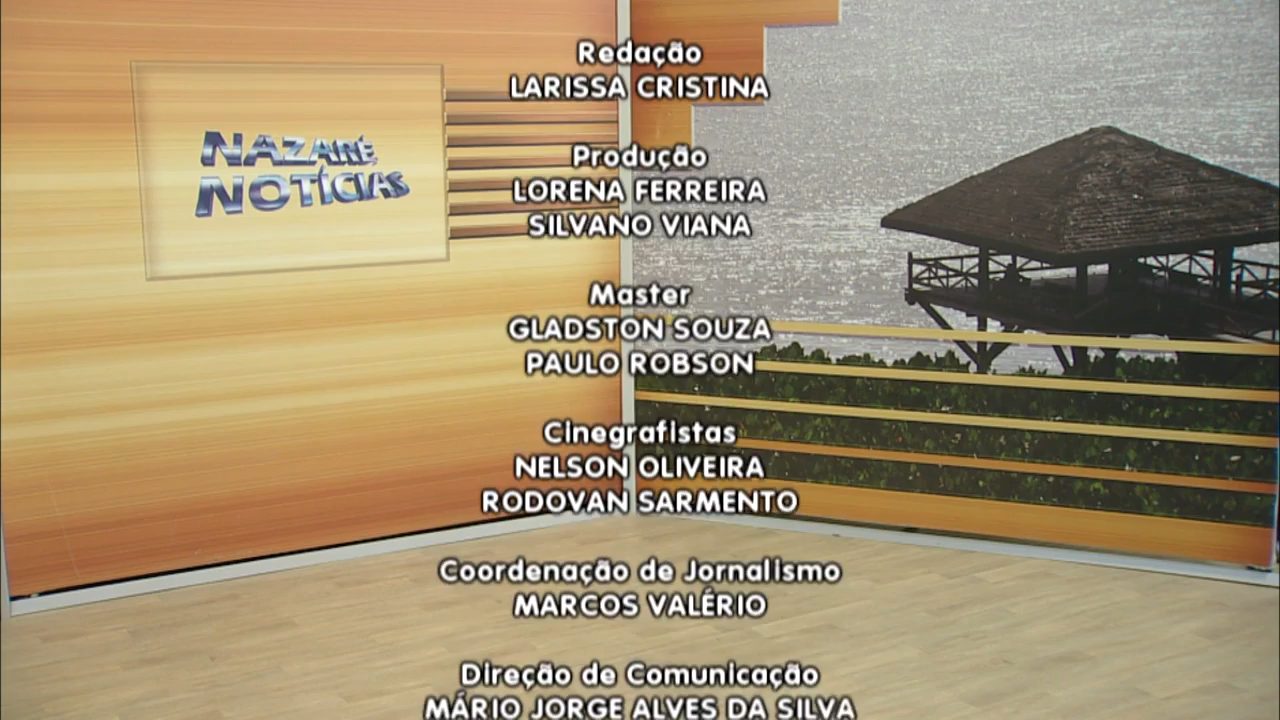 NAZARÉ
NOTÍCIAS
Redação
LARISSA CRISTINA
Produção
LORENA FERREIRA
SILVANO VIANA
Master
GLADSTON SOUZA
PAULO ROBSON
Cinegrafistas
NELSON OLIVEIRA
RODOVAN SARMENTO
Coordenação de Jornalismo
MARCOS VALÉRIO
Direção de Comunicação
MÁRIO JORGE ALVES DA SILVA